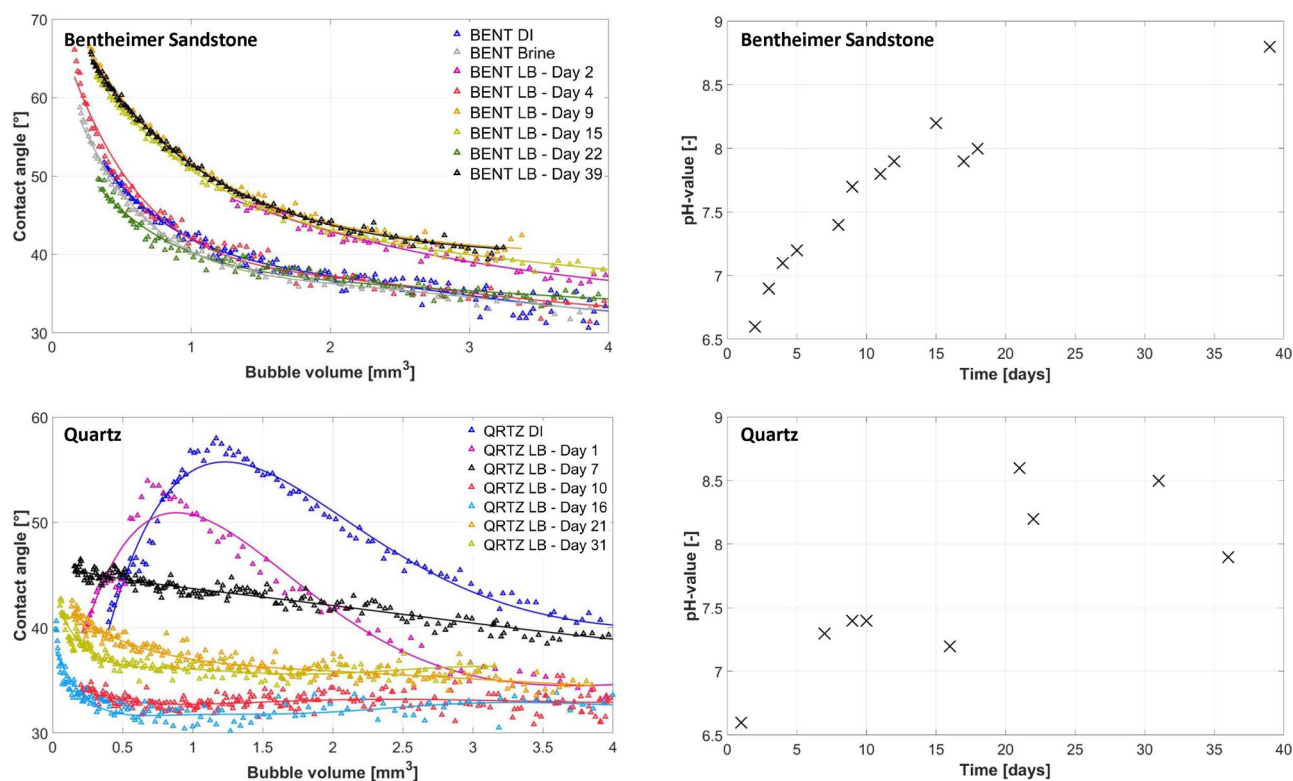 Bentheimer Sandstone
70
60
50
40
30
0
1
2
3
4
Contact angle [°]
Bubble volume [mm³]
BENT DI
BENT Brine
BENT LB - Day 2
BENT LB - Day 4
BENT LB - Day 9
BENT LB - Day 15
BENT LB - Day 22
BENT LB - Day 39
Bentheimer Sandstone
9
8.5
8
7.5
7
6.5
0
5
10
15
20
25
30
35
40
pH-value [-]
Time [days]
Quartz
60
50
40
30
0
0.5
1
1.5
2
2.5
3
3.5
4
Contact angle [°]
Bubble volume [mm³]
QRTZ DI
QRTZ LB - Day 1
QRTZ LB - Day 7
QRTZ LB - Day 10
QRTZ LB - Day 16
QRTZ LB - Day 21
QRTZ LB - Day 31
Quartz
9
8.5
8
7.5
7
6.5
0
5
10
15
20
25
30
35
40
pH-value [-]
Time [days]